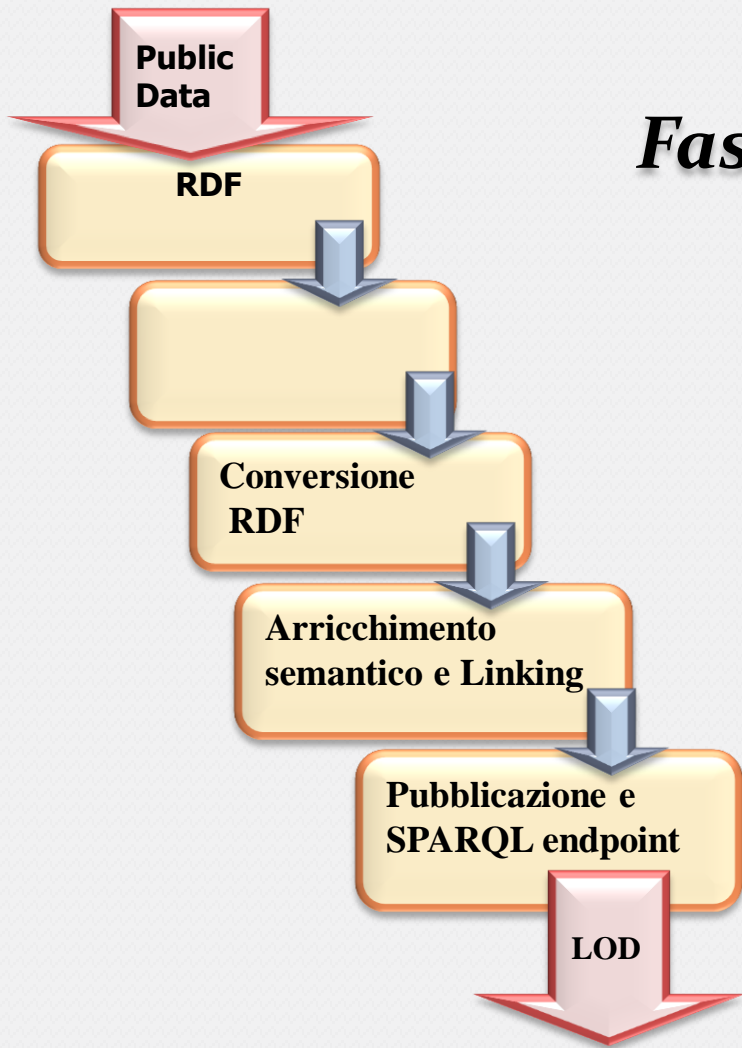 Public
Data
Fas
RDF
Conversione
RDF
Arricchimento
semantico e Linking
Pubblicazione e
SPARQL endpoint
LOD